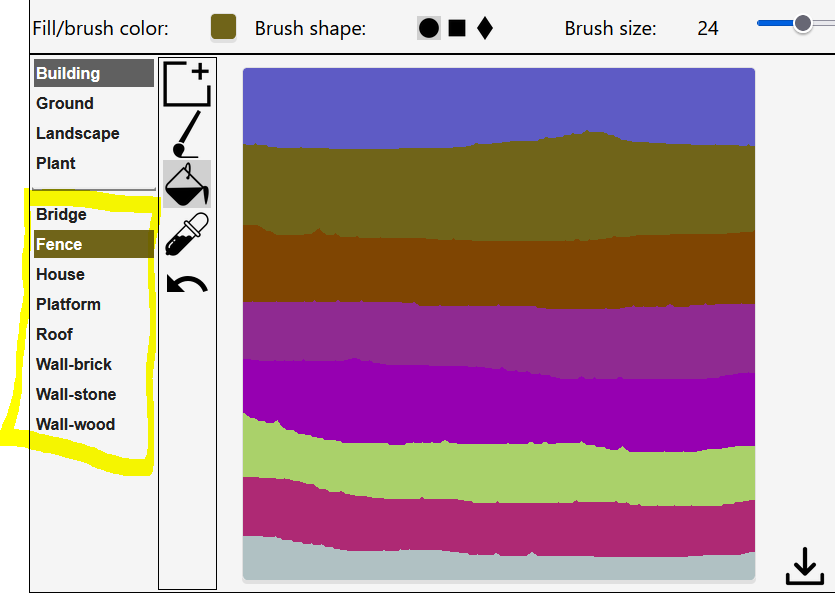 Fill/brush color: Brush shape: Brush size: 24
Building
Ground
Landscape
Plant
Bridge
Fence
House
Platform
Roof
Wall-brick
Wall-stone
Wall-wood